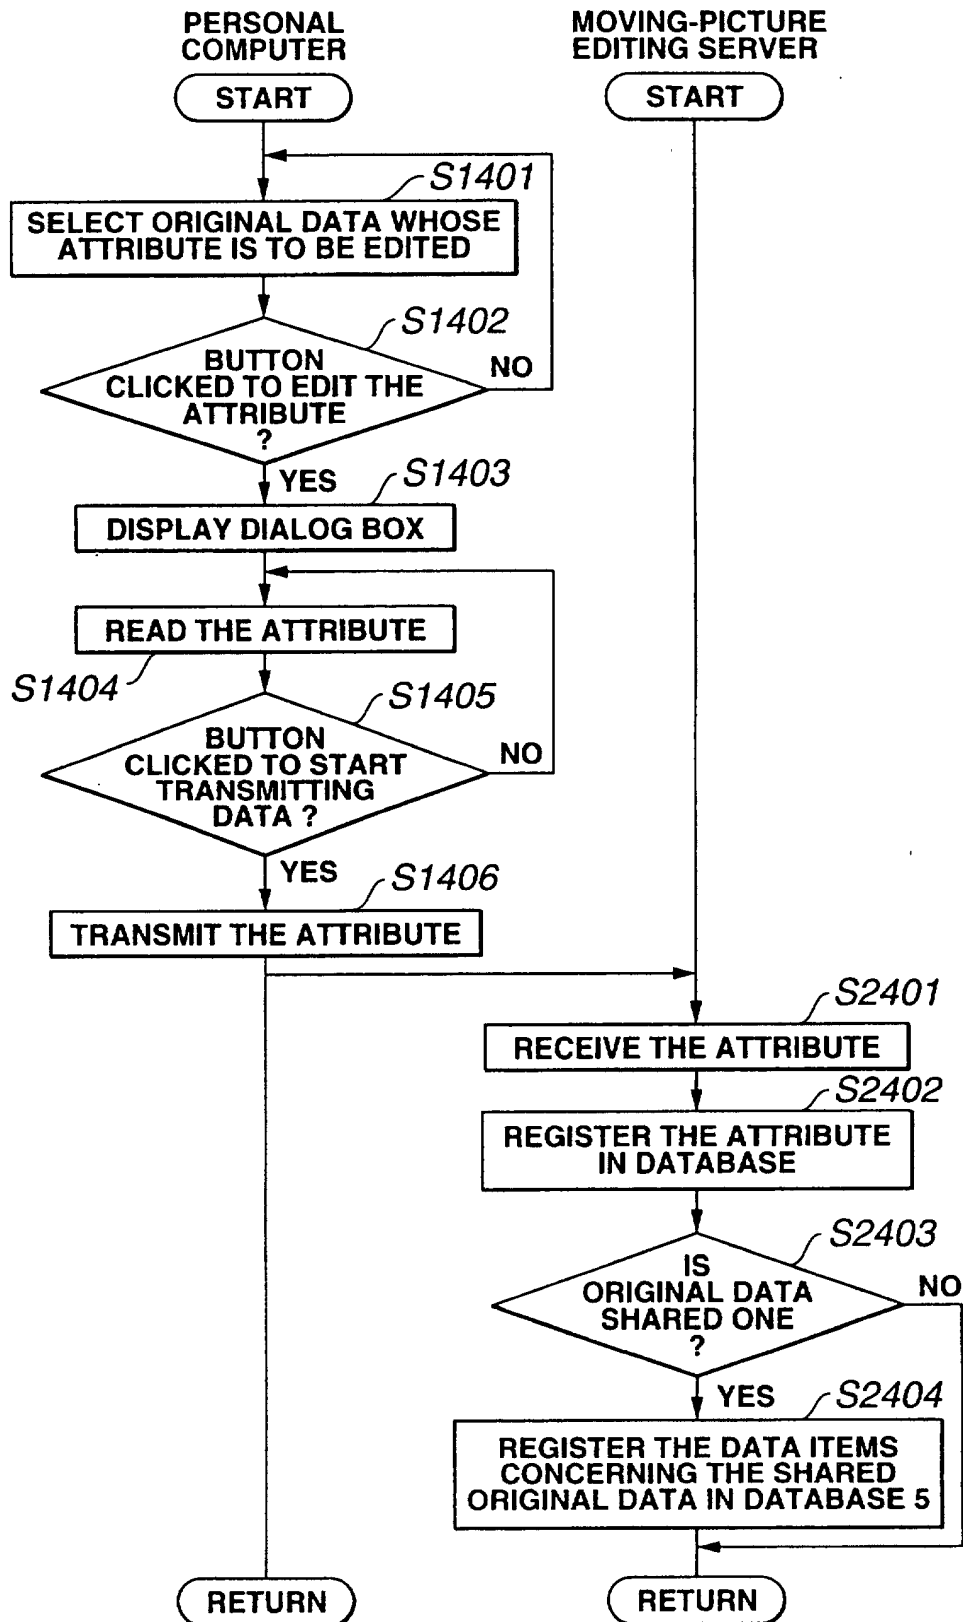 PERSONAL
COMPUTER
MOVING-PICTURE
EDITING SERVER
START
START
S1401
SELECT ORIGINAL DATA WHOSE
ATTRIBUTE IS TO BE EDITED
S1402
BUTTON
CLICKED TO EDIT THE
ATTRIBUTE
?
NO
YES
S1403
DISPLAY DIALOG BOX
READ THE ATTRIBUTE
S1404
S1405
BUTTON
CLICKED TO START
TRANSMITTING
DATA ?
NO
YES
S1406
TRANSMIT THE ATTRIBUTE
S2401
RECEIVE THE ATTRIBUTE
S2402
REGISTER THE ATTRIBUTE
IN DATABASE
S2403
IS
ORIGINAL DATA
SHARED ONE
?
NO
YES
S2404
REGISTER THE DATA ITEMS
CONCERNING THE SHARED
ORIGINAL DATA IN DATABASE 5
RETURN
RETURN